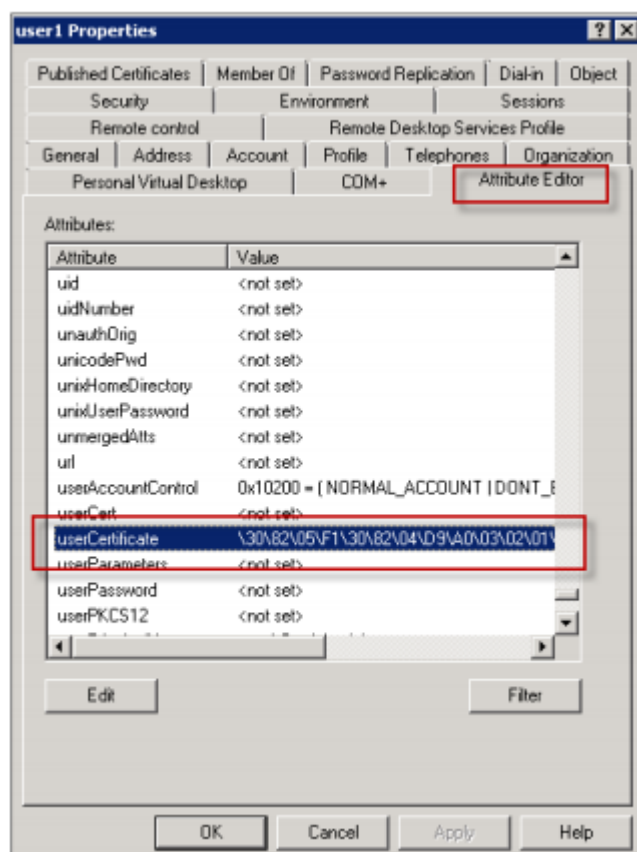 user1 Properties
Published Certificates Member Of Password Replication Dial-in Object
Security Environment Sessions
Remote control Remote Desktop Services Profile
General Address Account Profile Telephones Organization
Personal Virtual Desktop COM+ Attribute Editor
Attributes:
Attribute Value
uid <not set>
uidNumber <not set>
unauthOrig <not set>
unicodePwd <not set>
unixHomeDirectory <not set>
unixUserPassword <not set>
unmergedAtts <not set>
url <not set>
userAccountControl 0x10200 = ( NORMAL_ACCOUNT | DONT_E
userCert <not set>
userCertificate \30\82\05\F1\30\82\04\D9\A0\03\02\01\
userParameters <not set>
userPassword <not set>
userPKCS12 <not set>
Edit Filter
OK Cancel Apply Help